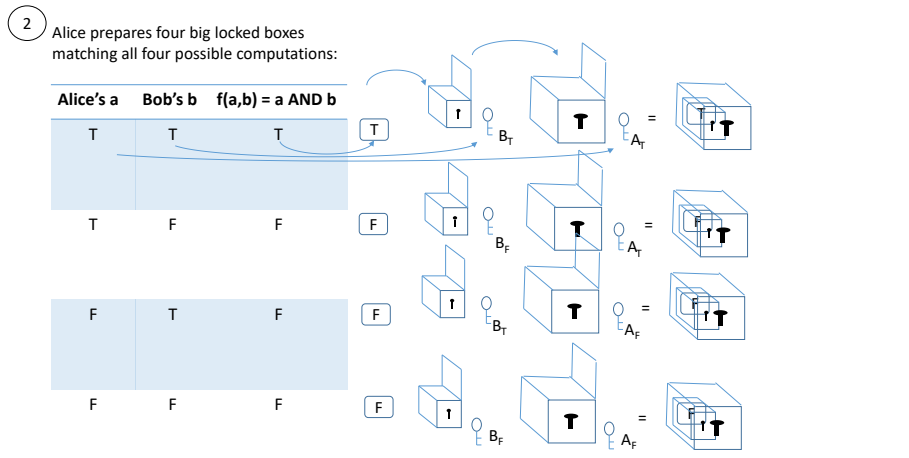 2
Alice prepares four big locked boxes
matching all four possible computations:
Alice's a Bob's b f(a,b) = a AND b
T T T T B_T A_T = T
T F F F B_F A_T = F
F T F F B_T A_F = F
F F F F B_F A_F = F